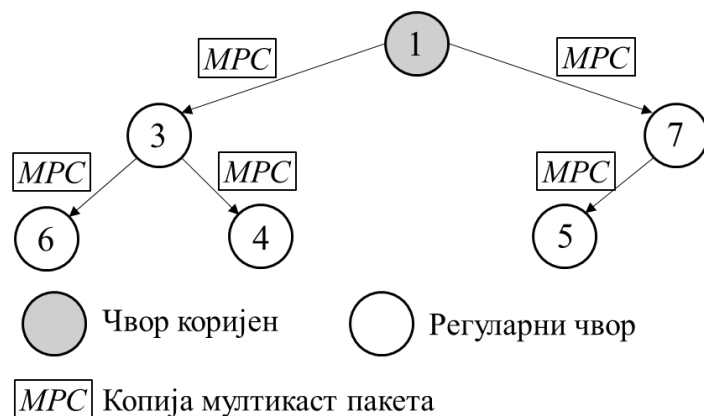 1
MPC
MPC
3
7
MPC
MPC
MPC
6
4
5
Чвор коријен
Регуларни чвор
MPC Копија мултикаст пакета